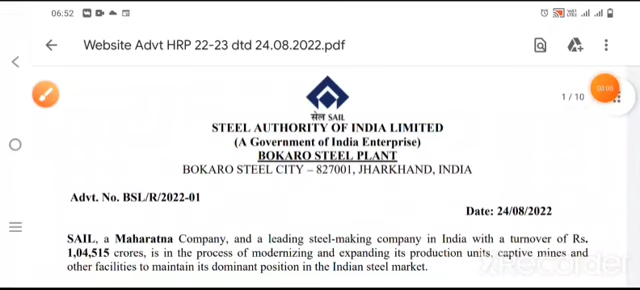 06:52
Website Advt HRP 22-23 dtd 24.08.2022.pdf
1 / 10
सेल SAIL
STEEL AUTHORITY OF INDIA LIMITED
(A Government of India Enterprise)
BOKARO STEEL PLANT
BOKARO STEEL CITY – 827001, JHARKHAND, INDIA
Advt. No. BSL/R/2022-01
Date: 24/08/2022
SAIL, a Maharatna Company, and a leading steel-making company in India with a turnover of Rs.
1,04,515 crores, is in the process of modernizing and expanding its production units, captive mines and
other facilities to maintain its dominant position in the Indian steel market.